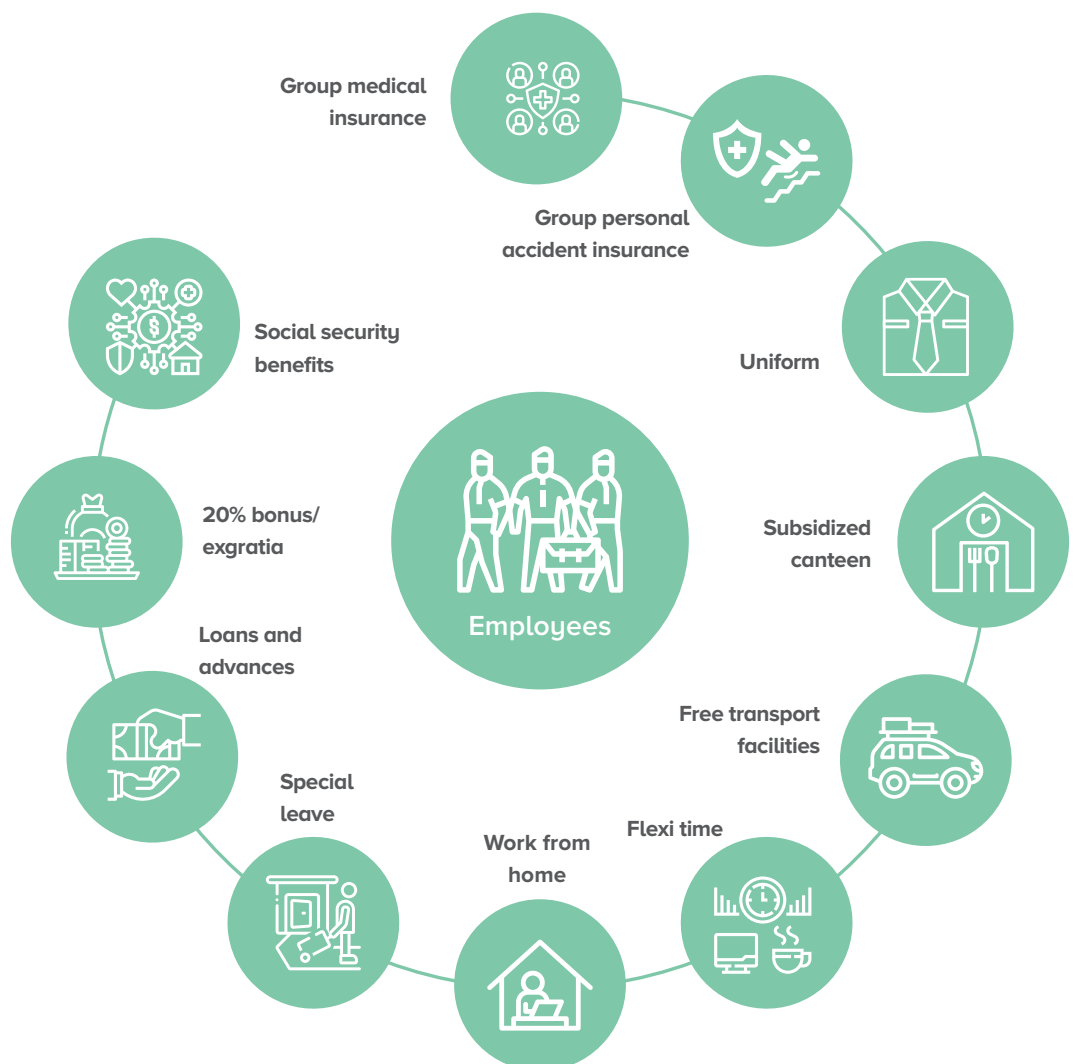 Group medical
insurance
Group personal
accident insurance
Uniform
Subsidized
canteen
Free transport
facilities
Flexi time
Work from
home
Special
leave
Loans and
advances
20% bonus/
exgratia
Social security
benefits
Employees